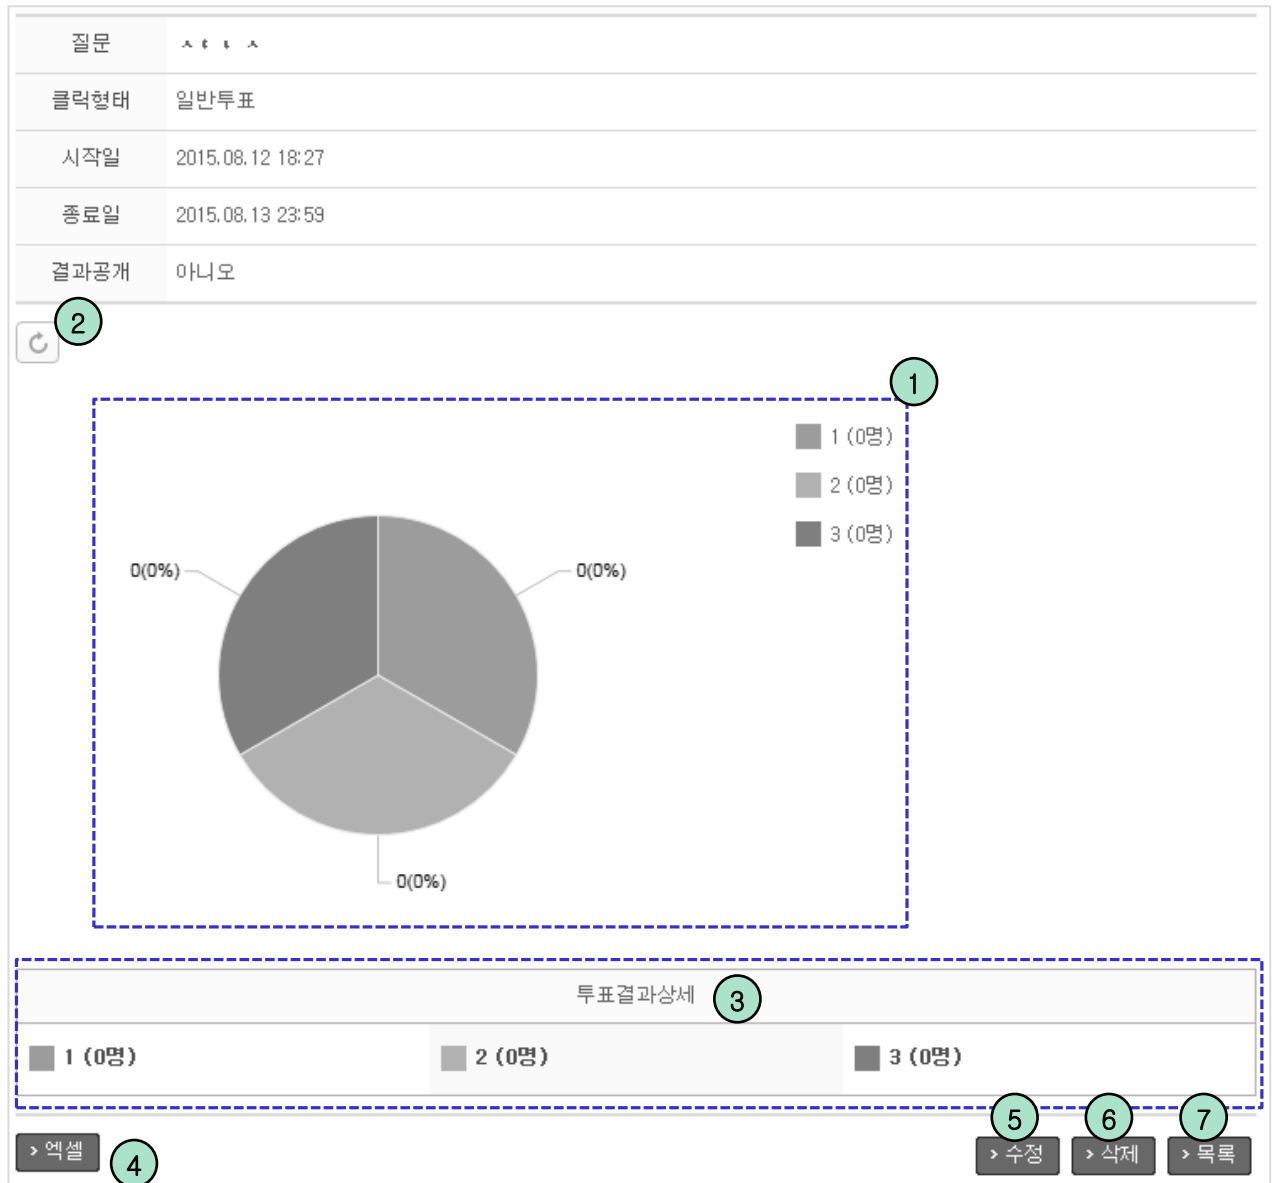 질문
클릭형태 일반투표
시작일 2015.08.12 18:27
종료일 2015.08.13 23:59
결과공개 아니오
2
1
1 (0명)
2 (0명)
3 (0명)
0(0%) 0(0%)
0(0%)
투표결과상세 3
1 (0명) 2 (0명) 3 (0명)
5 6 7
> 엑셀 4 > 수정 > 삭제 > 목록